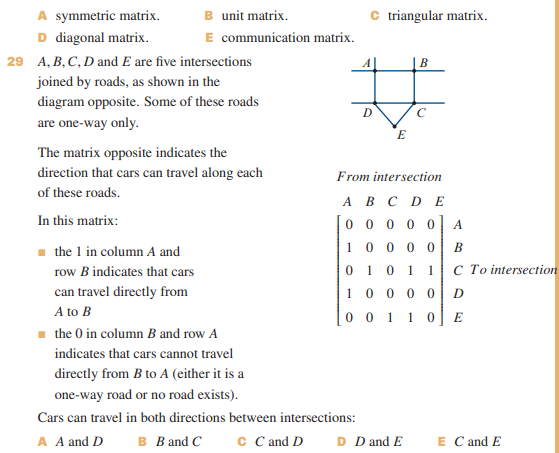 A symmetric matrix. B unit matrix. C triangular matrix.
D diagonal matrix. E communication matrix.
29 A, B, C, D and E are five intersections
joined by roads, as shown in the
diagram opposite. Some of these roads
are one-way only.
A B
D C
E
The matrix opposite indicates the
direction that cars can travel along each
of these roads.
In this matrix:
■ the 1 in column A and
row B indicates that cars
can travel directly from
A to B
■ the 0 in column B and row A
indicates that cars cannot travel
directly from B to A (either it is a
one-way road or no road exists).
From intersection
A B C D E
0 0 0 0 0 A
1 0 0 0 0 B
0 1 0 1 1 C To intersection
1 0 0 0 0 D
0 0 1 1 0 E
Cars can travel in both directions between intersections:
A A and D B B and C C C and D D D and E E C and E